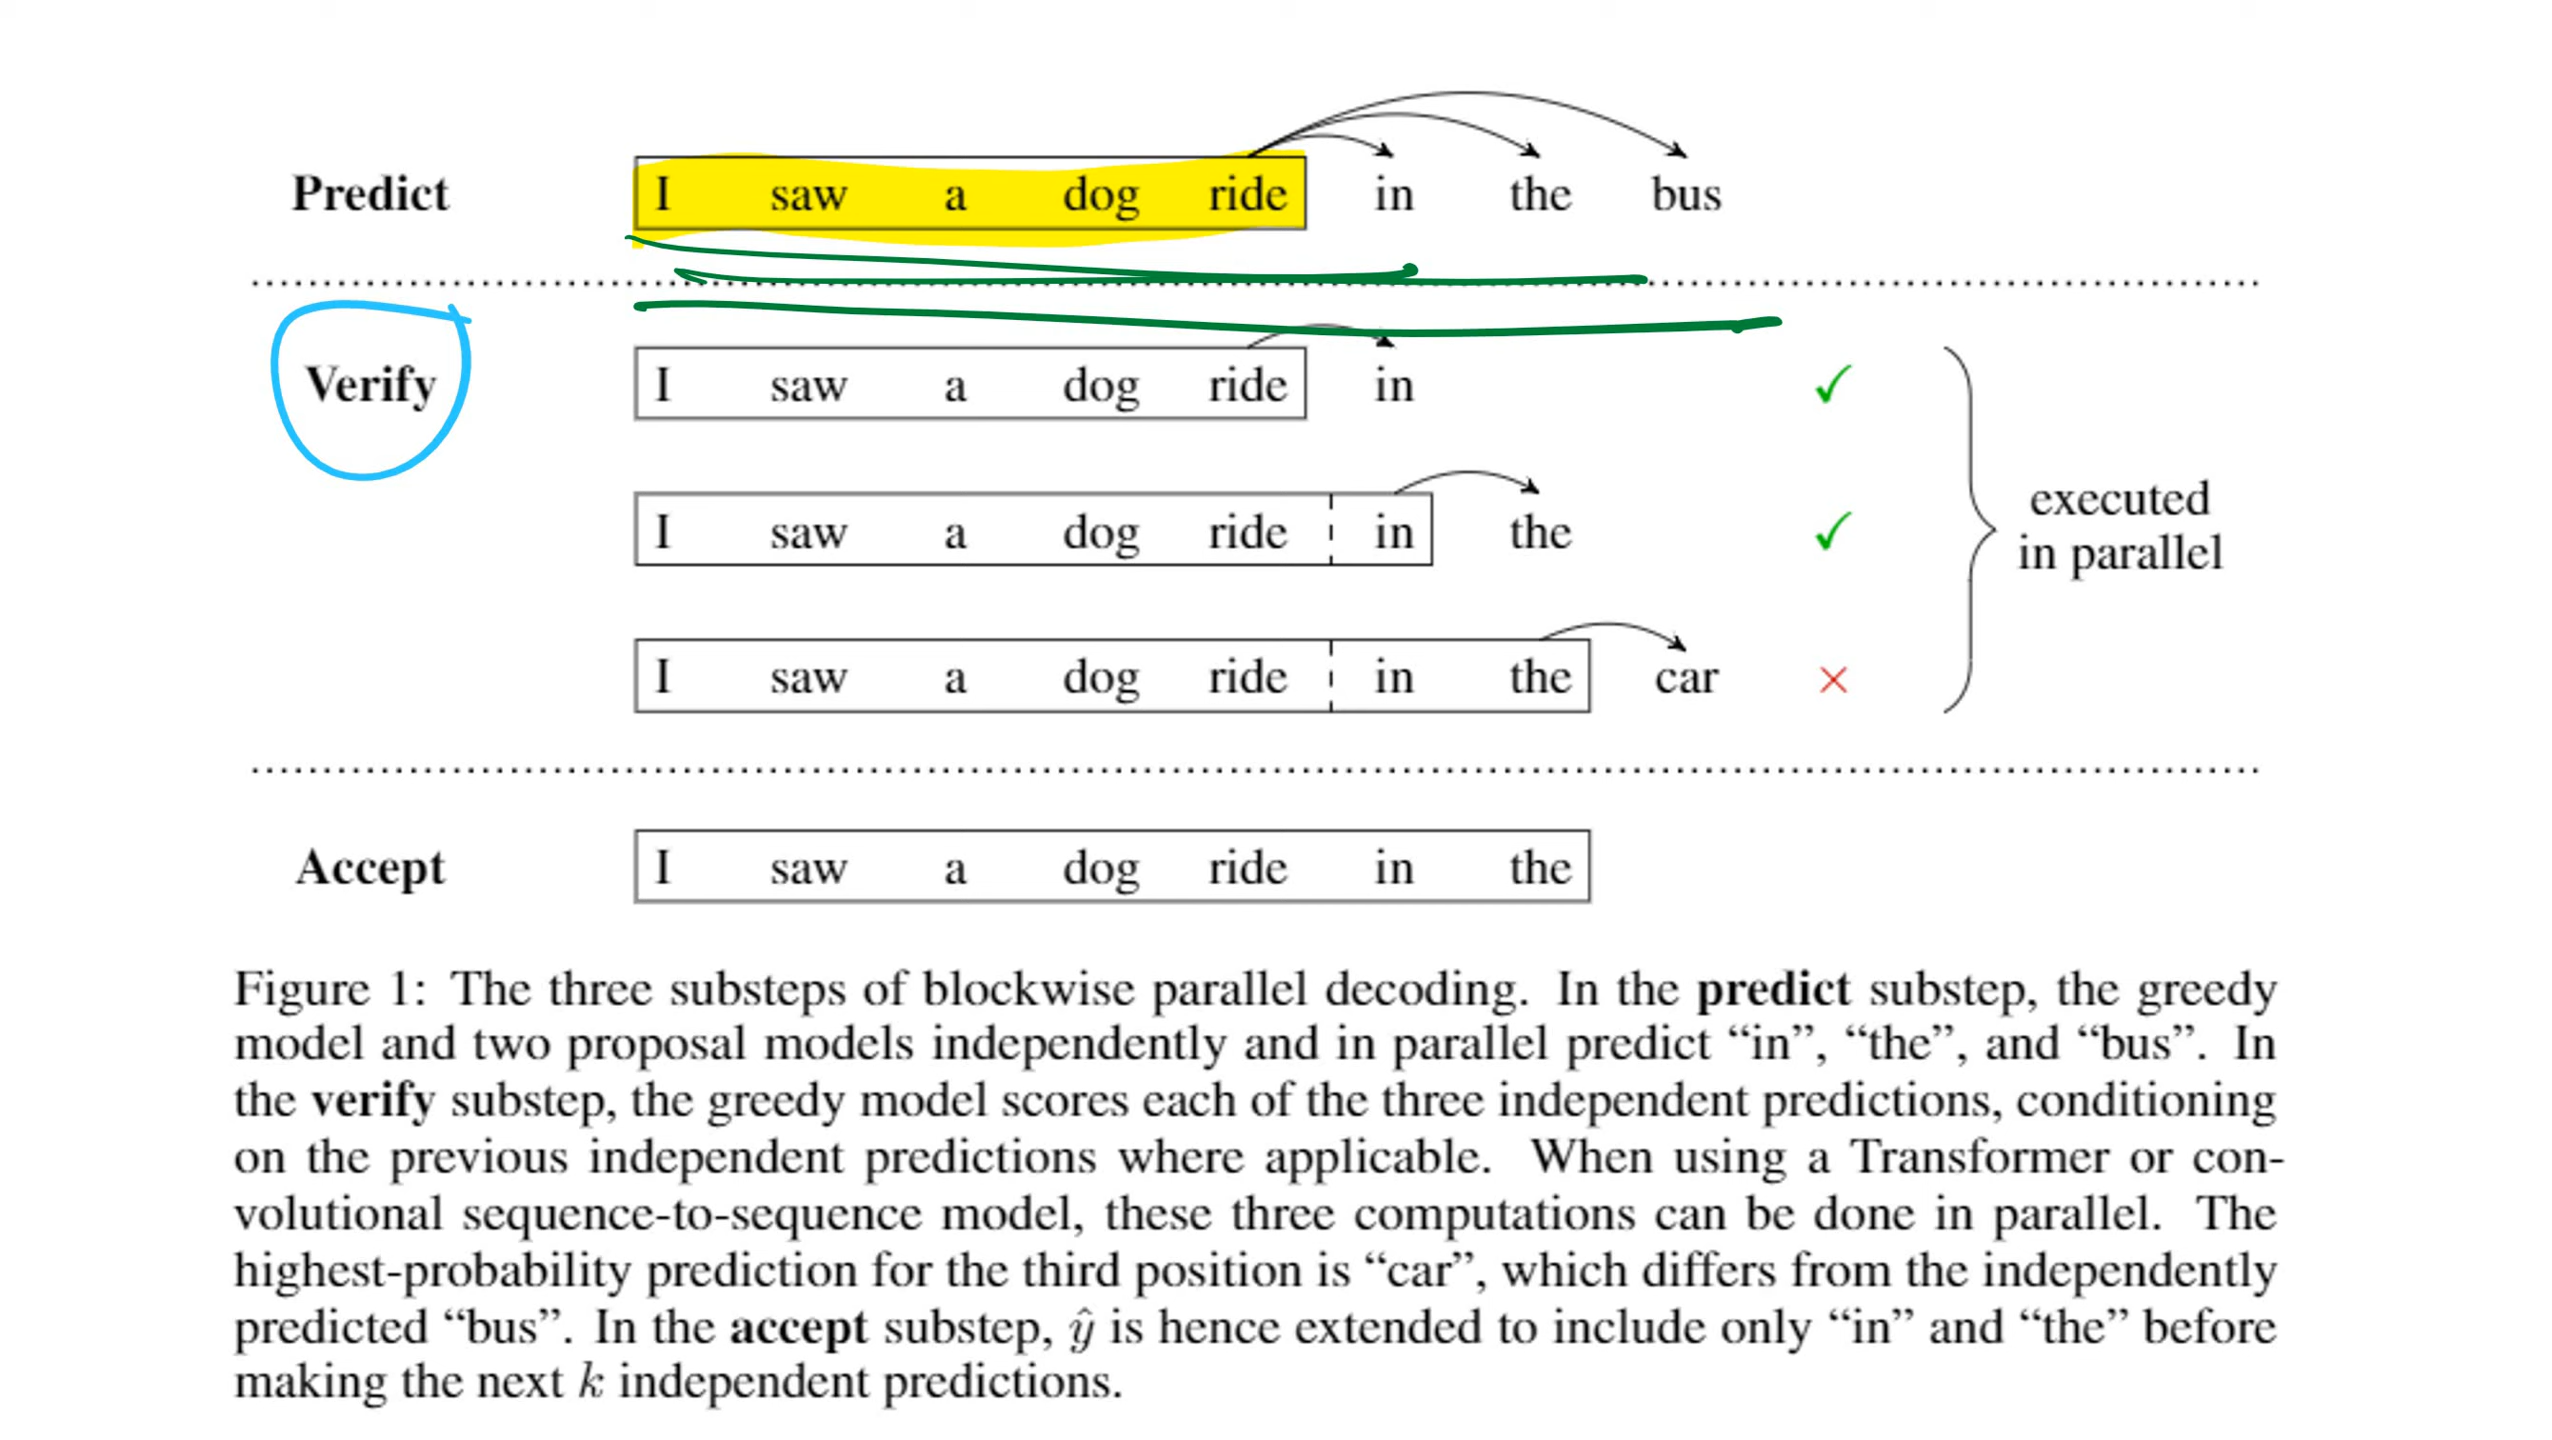 Predict I saw a dog ride in the bus
Verify I saw a dog ride in ✓
I saw a dog ride in the ✓
executed
in parallel
I saw a dog ride in the car ×
Accept I saw a dog ride in the
Figure 1: The three substeps of blockwise parallel decoding. In the predict substep, the greedy
model and two proposal models independently and in parallel predict “in”, “the”, and “bus”. In
the verify substep, the greedy model scores each of the three independent predictions, conditioning
on the previous independent predictions where applicable. When using a Transformer or con-
volutional sequence-to-sequence model, these three computations can be done in parallel. The
highest-probability prediction for the third position is “car”, which differs from the independently
predicted “bus”. In the accept substep, ŷ is hence extended to include only “in” and “the” before
making the next k independent predictions.